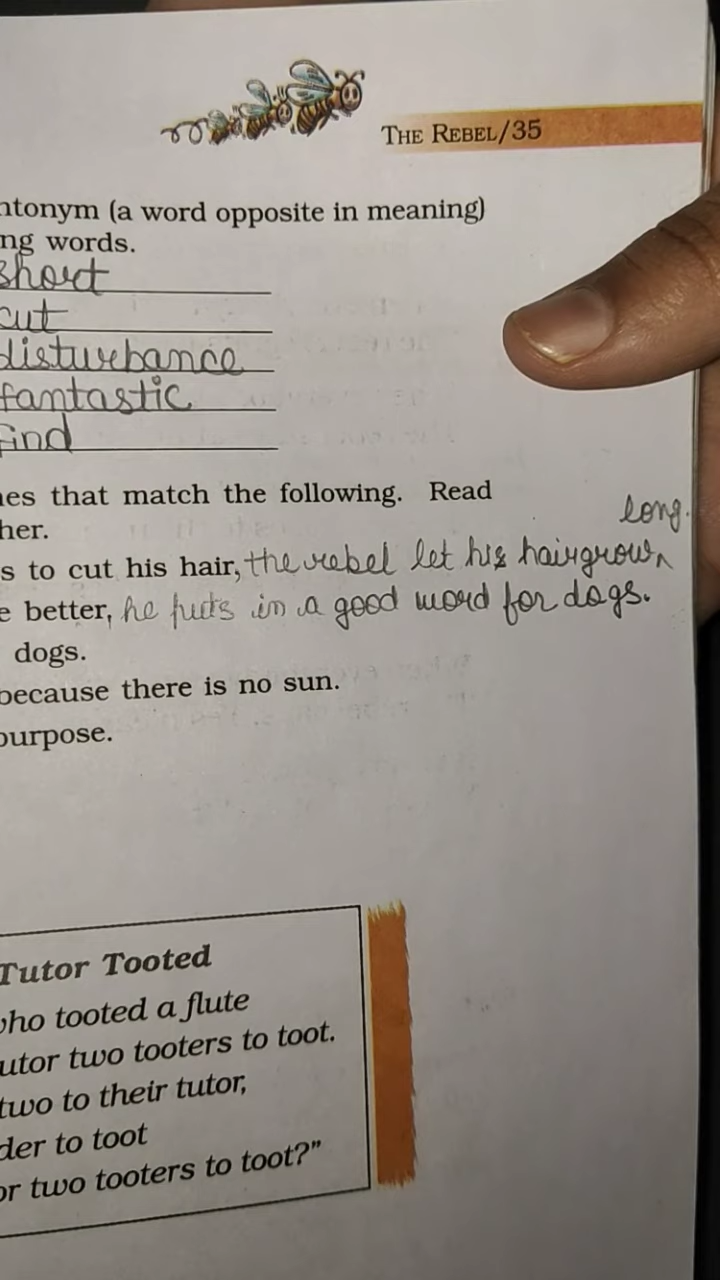 THE REBEL/35
ntonym (a word opposite in meaning)
ng words.
short
cut
disturbance
fantastic
find
nes that match the following. Read
her.
long.
s to cut his hair, the rebel let his hair grow ^
e better, he puts in a good word for dogs.
dogs.
because there is no sun.
purpose.
Tutor Tooted
who tooted a flute
utor two tooters to toot.
two to their tutor,
der to toot
or two tooters to toot?"